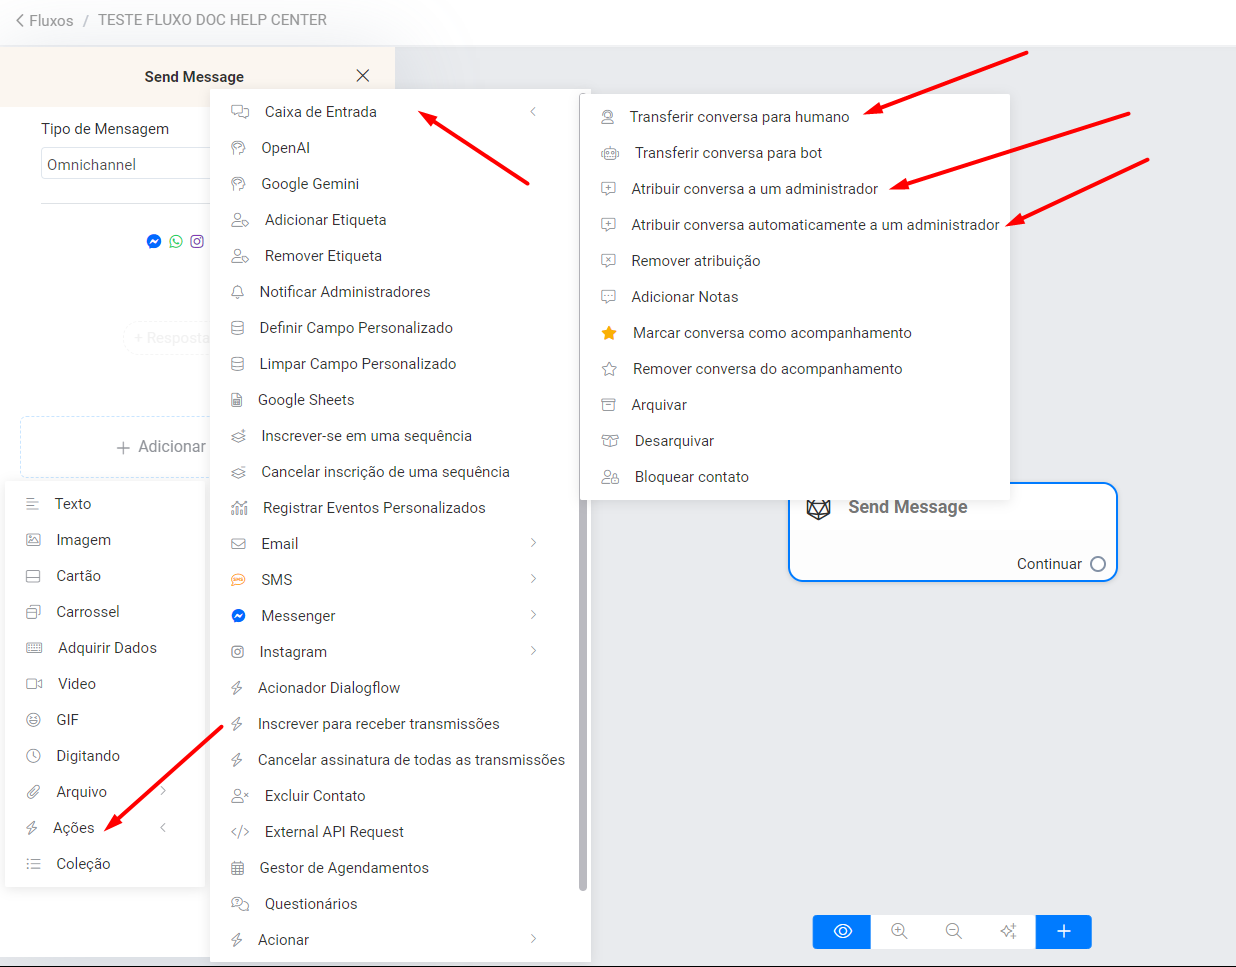 Fluxos / TESTE FLUXO DOC HELP CENTER
Send Message
Tipo de Mensagem
Omnichannel
+ Resposta
+ Adicionar
Texto
Imagem
Cartão
Carrossel
Adquirir Dados
Video
GIF
Digitando
Arquivo
Ações
Coleção
Caixa de Entrada
OpenAI
Google Gemini
Adicionar Etiqueta
Remover Etiqueta
Notificar Administradores
Definir Campo Personalizado
Limpar Campo Personalizado
Google Sheets
Inscrever-se em uma sequência
Cancelar inscrição de uma sequência
Registrar Eventos Personalizados
Email
SMS
Messenger
Instagram
Acionador Dialogflow
Inscrever para receber transmissões
Cancelar assinatura de todas as transmissões
Excluir Contato
External API Request
Gestor de Agendamentos
Questionários
Acionar
Transferir conversa para humano
Transferir conversa para bot
Atribuir conversa a um administrador
Atribuir conversa automaticamente a um administrador
Remover atribuição
Adicionar Notas
Marcar conversa como acompanhamento
Remover conversa do acompanhamento
Arquivar
Desarquivar
Bloquear contato
Send Message
Continuar